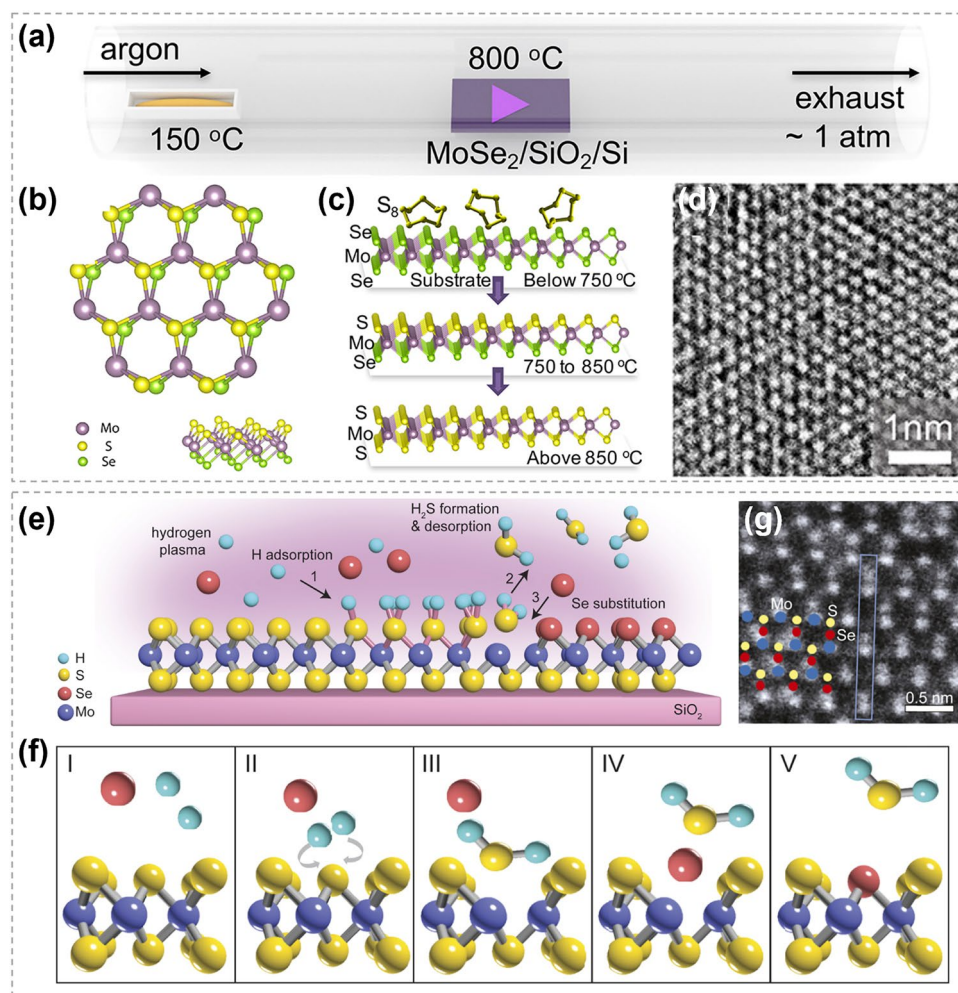 (a)
argon
150 °C
800 °C
MoSe₂/SiO₂/Si
exhaust
~ 1 atm
(b)
Mo
S
Se
(c)
S₈
Se
Mo
Se
Substrate Below 750 °C
S
Mo
Se
750 to 850°C
S
Mo
S
Above 850°C
(d)
1nm
(e)
hydrogen
plasma
H adsorption
1
H₂S formation
& desorption
2
3
Se substitution
H
S
Se
Mo
SiO₂
(g)
Mo
S
Se
0.5 nm
(f)
I
II
III
IV
V